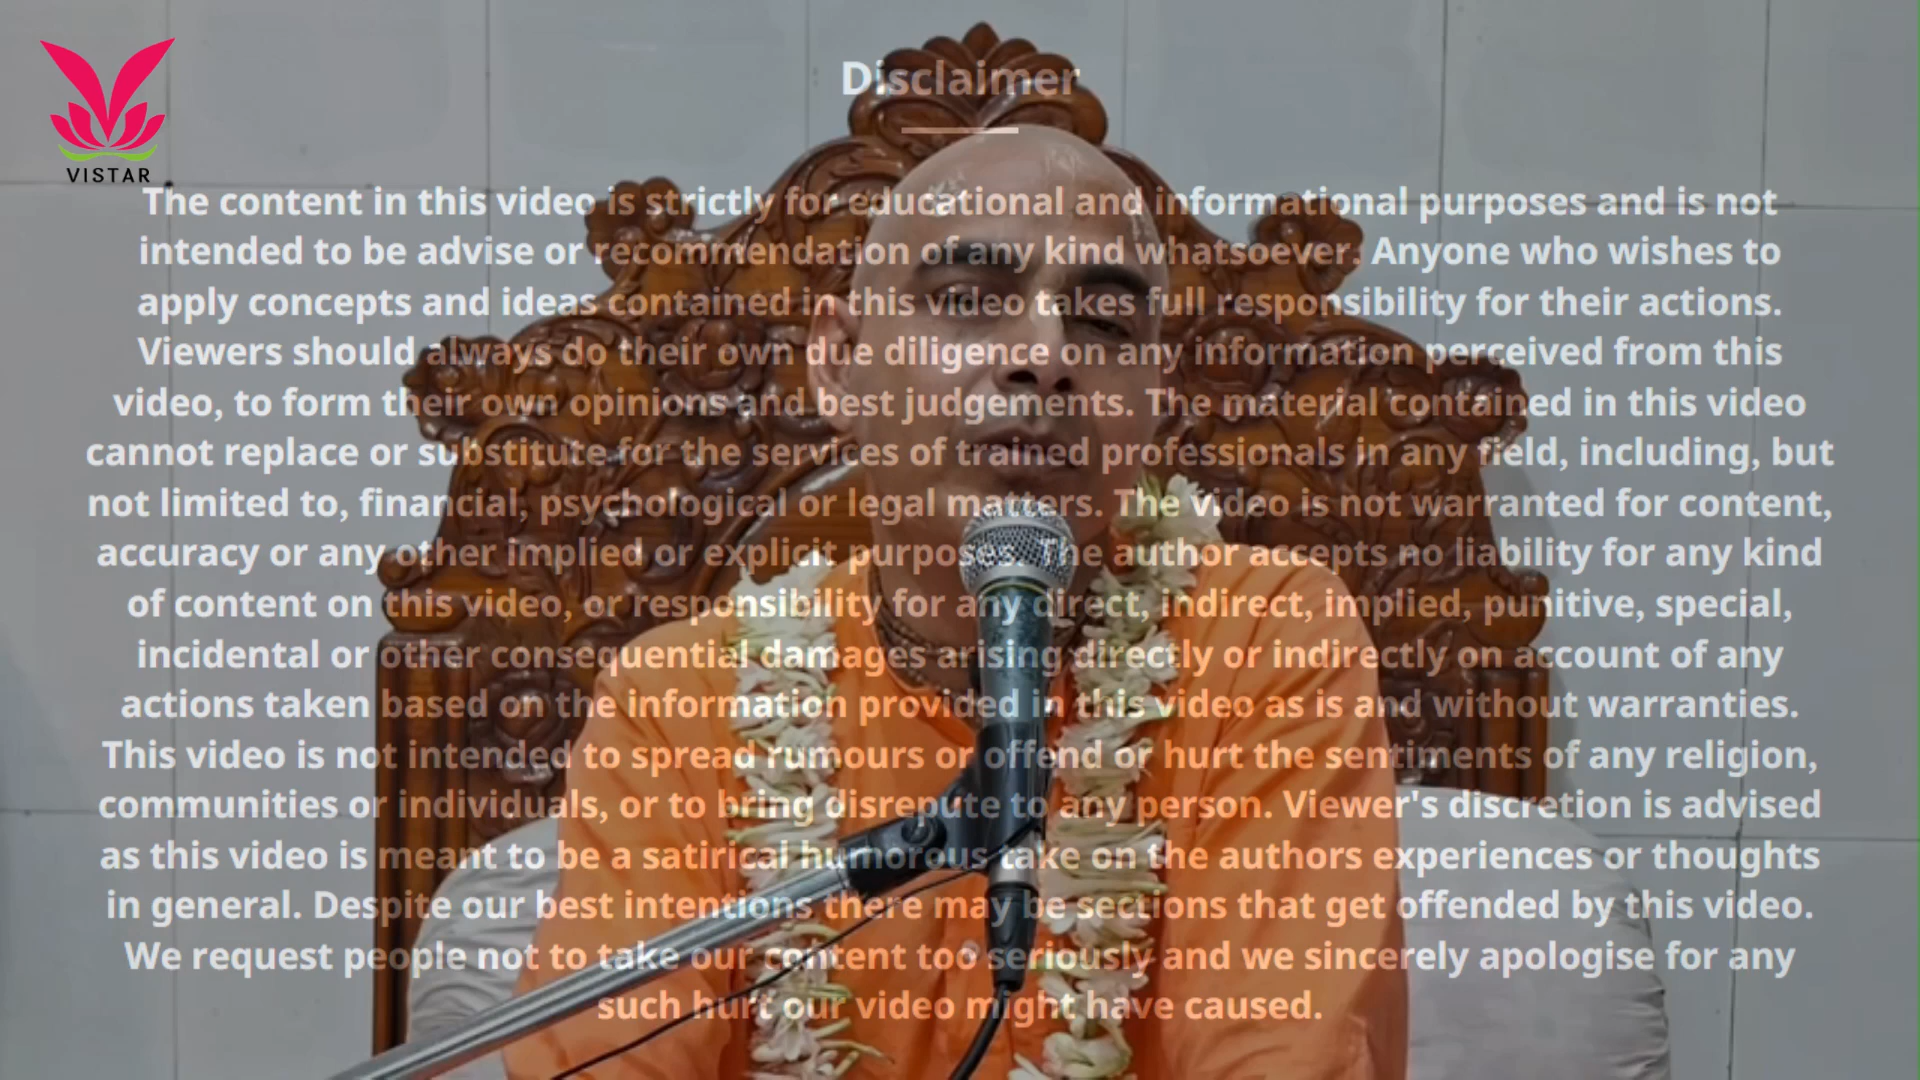 VISTAR
Disclaimer
The content in this video is strictly for educational and informational purposes and is not
intended to be advise or recommendation of any kind whatsoever. Anyone who wishes to
apply concepts and ideas contained in this video takes full responsibility for their actions.
Viewers should always do their own due diligence on any information perceived from this
video, to form their own opinions and best judgements. The material contained in this video
cannot replace or substitute for the services of trained professionals in any field, including, but
not limited to, financial, psychological or legal matters. The video is not warranted for content,
accuracy or any other implied or explicit purposes. The author accepts no liability for any kind
of content on this video, or responsibility for any direct, indirect, implied, punitive, special,
incidental or other consequential damages arising directly or indirectly on account of any
actions taken based on the information provided in this video as is and without warranties.
This video is not intended to spread rumours or offend or hurt the sentiments of any religion,
communities or individuals, or to bring disrepute to any person. Viewer's discretion is advised
as this video is meant to be a satirical humorous take on the authors experiences or thoughts
in general. Despite our best intentions there may be sections that get offended by this video.
We request people not to take our content too seriously and we sincerely apologise for any
such hurt our video might have caused.